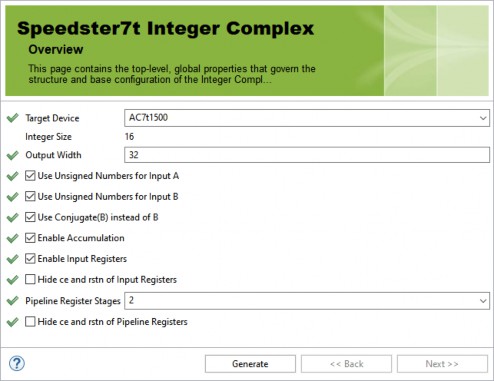 Speedster7t Integer Complex
Overview
This page contains the top-level, global properties that govern the
structure and base configuration of the Integer Compl...
Target Device AC7t1500
Integer Size 16
Output Width 32
Use Unsigned Numbers for Input A
Use Unsigned Numbers for Input B
Use Conjugate(B) instead of B
Enable Accumulation
Enable Input Registers
Hide ce and rstn of Input Registers
Pipeline Register Stages 2
Hide ce and rstn of Pipeline Registers
? Generate << Back Next >>